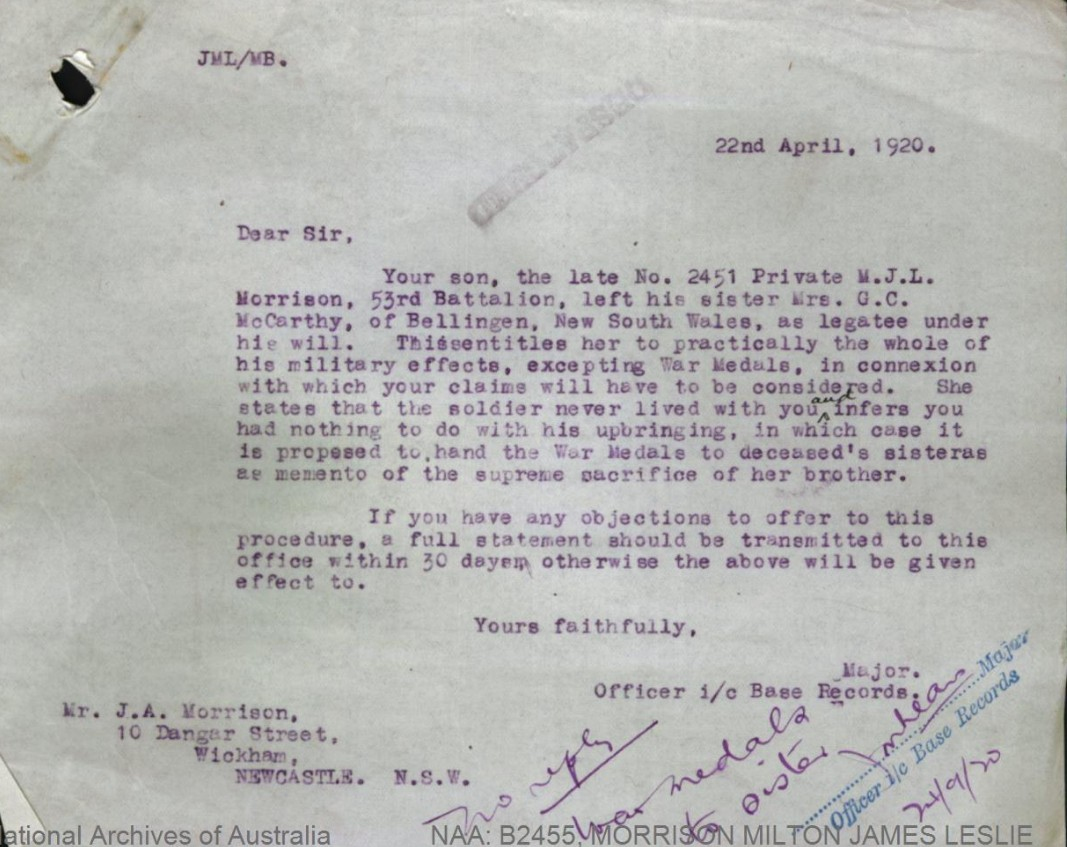 JML/MB.
22nd April, 1920.
Dear Sir,
Your son, the late No. 2451 Private M.J.L.
Morrison, 53rd Battalion, left his sister Mrs. G.C.
McCarthy, of Bellingen, New South Wales, as legatee under
his will. Thissentitles her to practically the whole of
his military effects, excepting War Medals, in connexion
with which your claims will have to be considered. She
states that the soldier never lived with you and infers you
had nothing to do with his upbringing, in which case it
is proposed to hand the War Medals to deceased's sisteras
as memento of the supreme sacrifice of her brother.
If you have any objections to offer to this
procedure, a full statement should be transmitted to this
office within 30 days, otherwise the above will be given
effect to.
Yours faithfully,
Major.
Officer i/c Base Records.
Mr. J.A. Morrison,
10 Dangar Street,
Wickham,
NEWCASTLE. N.S.W.
No reply
War medals
to sister
Major
Officer i/c Base Records
ational Archives of Australia
NAA: B2455, MORRISON MILTON JAMES LESLIE